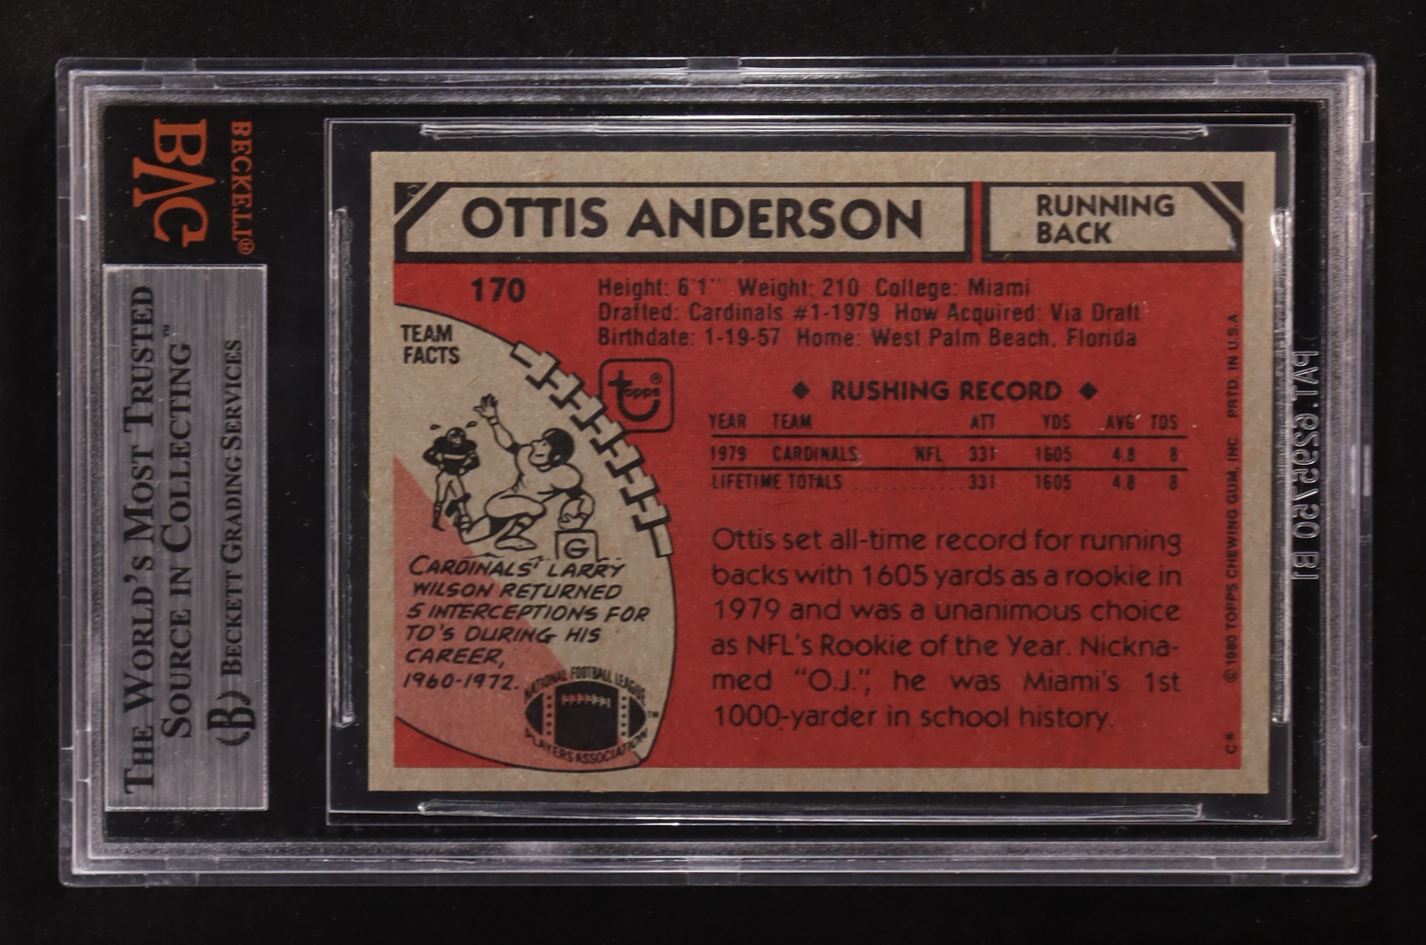 BVG
BECKETT®
THE WORLD'S MOST TRUSTED
SOURCE IN COLLECTING™
(B) BECKETT GRADING SERVICES
OTTIS ANDERSON
RUNNING
BACK
170
Height: 6'1" Weight: 210 College: Miami
Drafted: Cardinals #1-1979 How Acquired: Via Draft
Birthdate: 1-19-57 Home: West Palm Beach, Florida
TEAM
FACTS
topps®
◆ RUSHING RECORD ◆
YEAR TEAM ATT YDS AVG TDS
1979 CARDINALS NFL 331 1605 4.8 8
LIFETIME TOTALS 331 1605 4.8 8
G
CARDINALS' LARRY
WILSON RETURNED
5 INTERCEPTIONS FOR
TD'S DURING HIS
CAREER,
1960-1972.
NATIONAL FOOTBALL LEAGUE
PLAYERS ASSOCIATION
™
Ottis set all-time record for running
backs with 1605 yards as a rookie in
1979 and was a unanimous choice
as NFL's Rookie of the Year. Nickna-
med "O.J.", he was Miami's 1st
1000-yarder in school history.
C* © 1980 TOPPS CHEWING GUM, INC. PRTD. IN U.S.A.
PAT. 6295750 B1